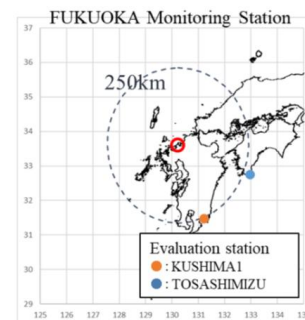 FUKUOKA Monitoring Station
37
36
35
34
33
32
31
30
29
250km
Evaluation station
: KUSHIMA1
: TOSASHIMIZU
125 126 127 128 129 130 131 132 133 134 135